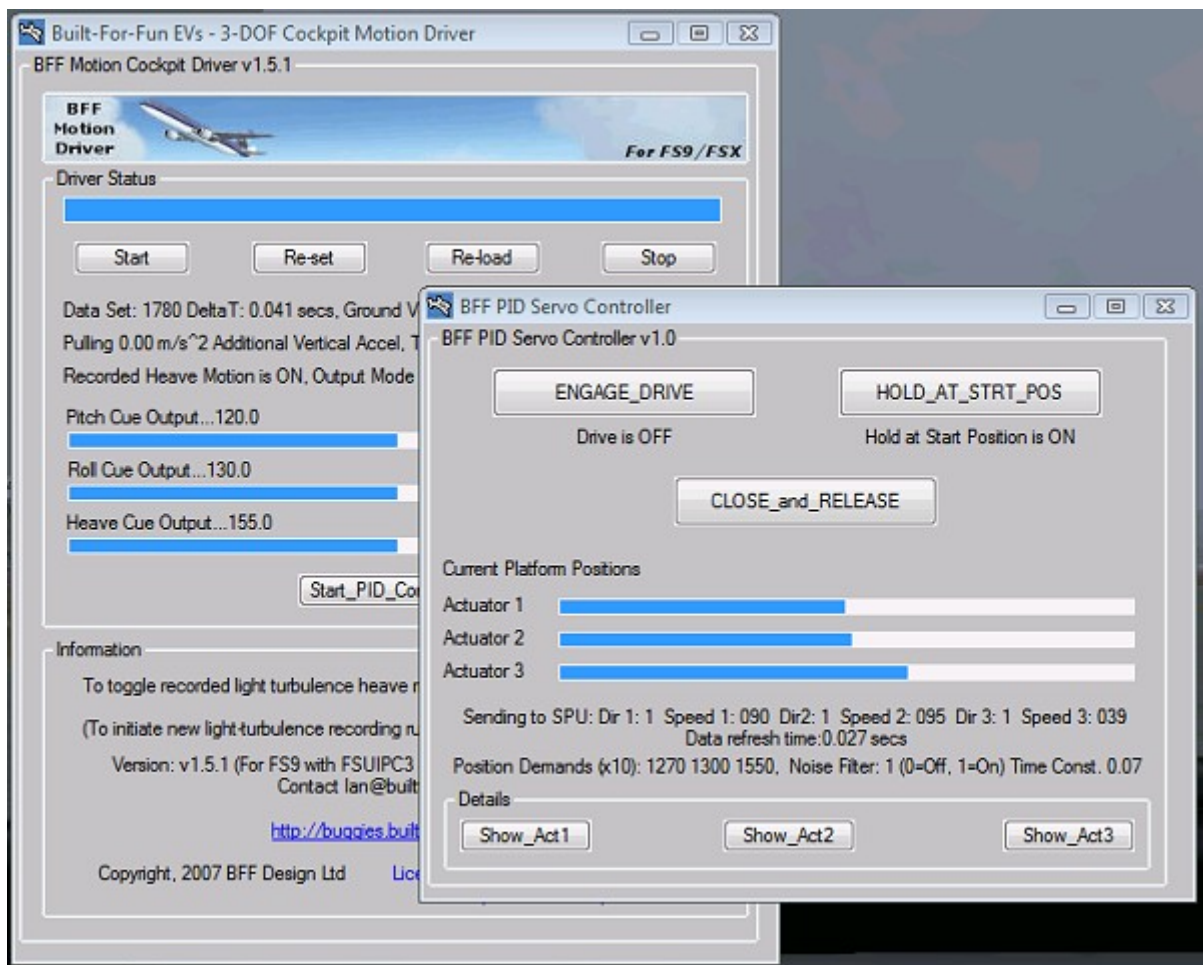 Built-For-Fun EVs - 3-DOF Cockpit Motion Driver
BFF Motion Cockpit Driver v1.5.1
BFF
Motion
Driver
For FS9/FSX
Driver Status
Start Re-set Re-load Stop
Data Set: 1780 DeltaT: 0.041 secs, Ground V
Pulling 0.00 m/s^2 Additional Vertical Accel, T
Recorded Heave Motion is ON, Output Mode
Pitch Cue Output...120.0
Roll Cue Output...130.0
Heave Cue Output...155.0
Start_PID_Co
Information
To toggle recorded light turbulence heave
(To initiate new light-turbulence recording ru
Version: v1.5.1 (For FS9 with FSUIPC3
Contact Ian@built
http://buggies.built
Copyright, 2007 BFF Design Ltd Lice
BFF PID Servo Controller
BFF PID Servo Controller v1.0
ENGAGE_DRIVE HOLD_AT_STRT_POS
Drive is OFF Hold at Start Position is ON
CLOSE_and_RELEASE
Current Platform Positions
Actuator 1
Actuator 2
Actuator 3
Sending to SPU: Dir 1: 1 Speed 1: 090 Dir2: 1 Speed 2: 095 Dir 3: 1 Speed 3: 039
Data refresh time:0.027 secs
Position Demands (x10): 1270 1300 1550, Noise Filter: 1 (0=Off, 1=On) Time Const. 0.07
Details
Show_Act1 Show_Act2 Show_Act3